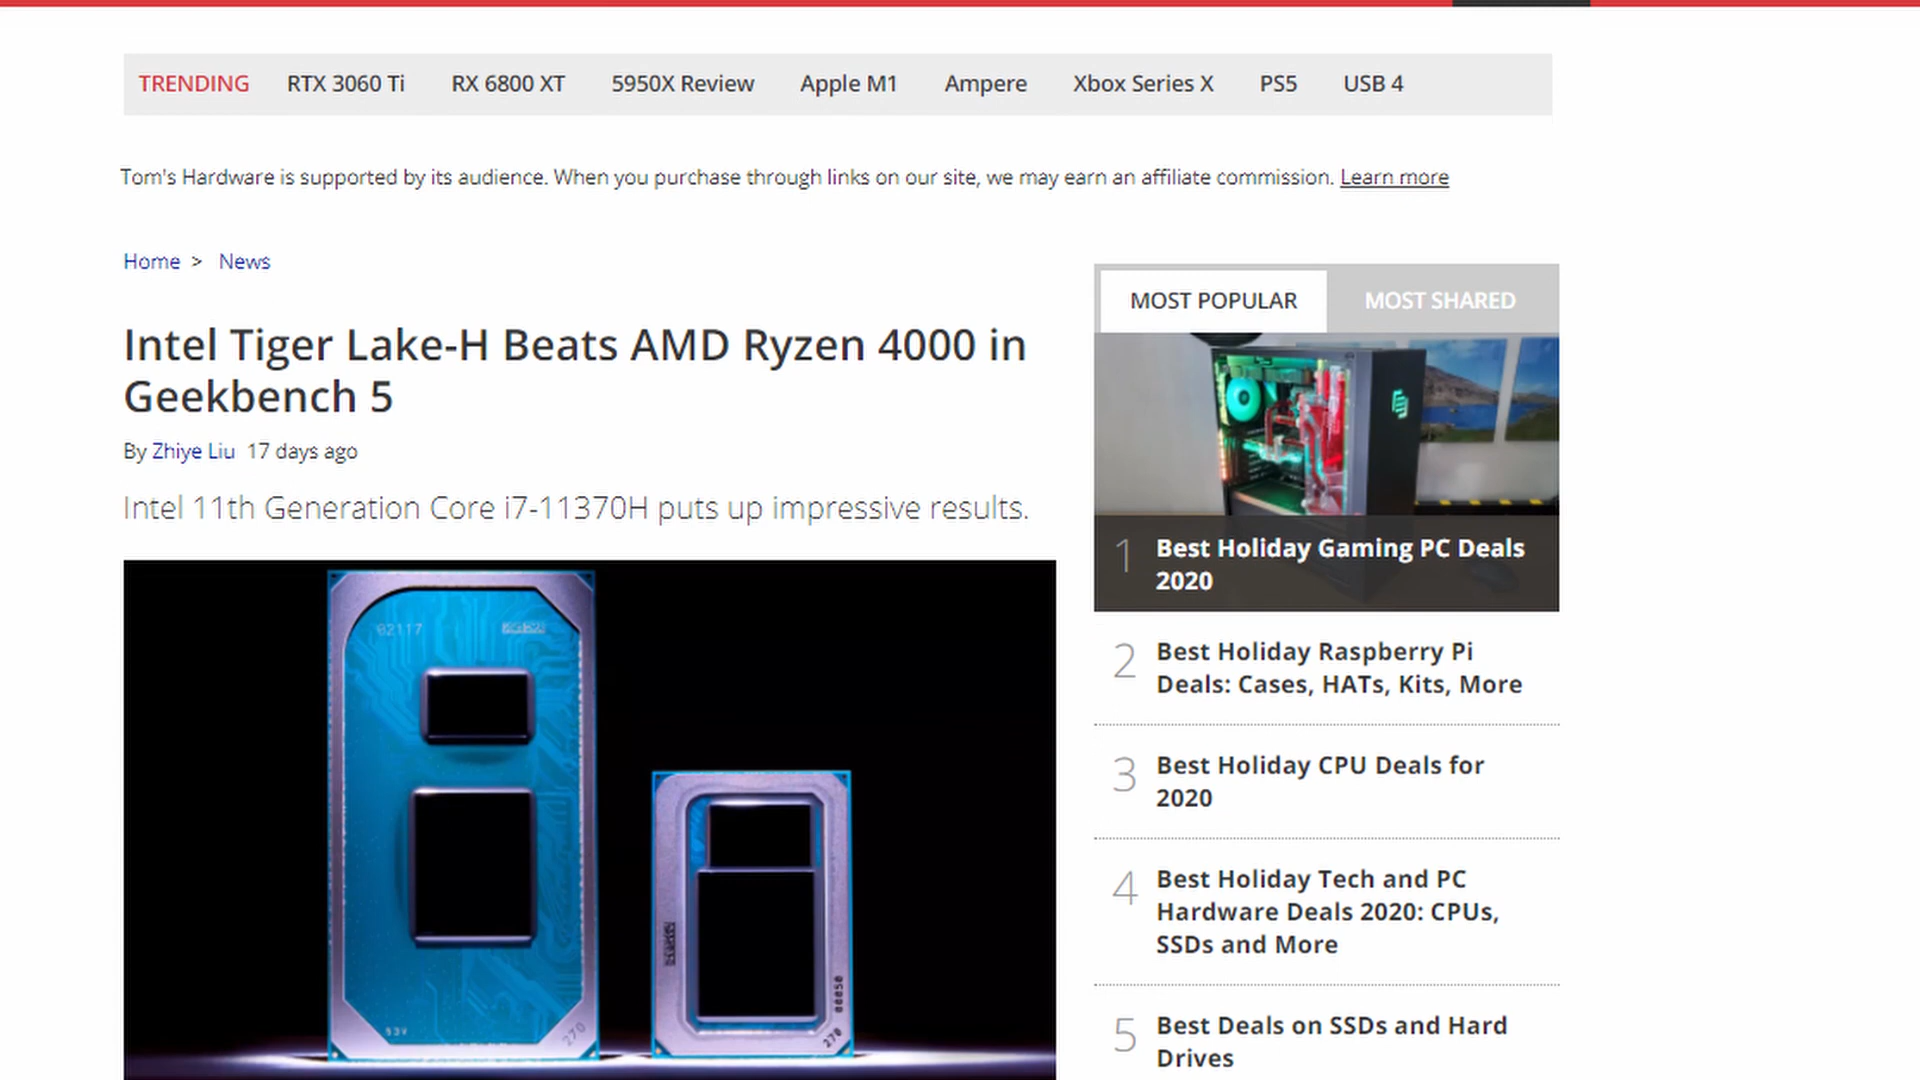 TRENDING RTX 3060 Ti RX 6800 XT 5950X Review Apple M1 Ampere Xbox Series X PS5 USB 4
Tom's Hardware is supported by its audience. When you purchase through links on our site, we may earn an affiliate commission. Learn more
Home > News
Intel Tiger Lake-H Beats AMD Ryzen 4000 in
Geekbench 5
By Zhiye Liu 17 days ago
Intel 11th Generation Core i7-11370H puts up impressive results.
02117
53V
270
00050
270
MOST POPULAR MOST SHARED
1 Best Holiday Gaming PC Deals
2020
2 Best Holiday Raspberry Pi
Deals: Cases, HATs, Kits, More
3 Best Holiday CPU Deals for
2020
4 Best Holiday Tech and PC
Hardware Deals 2020: CPUs,
SSDs and More
5 Best Deals on SSDs and Hard
Drives